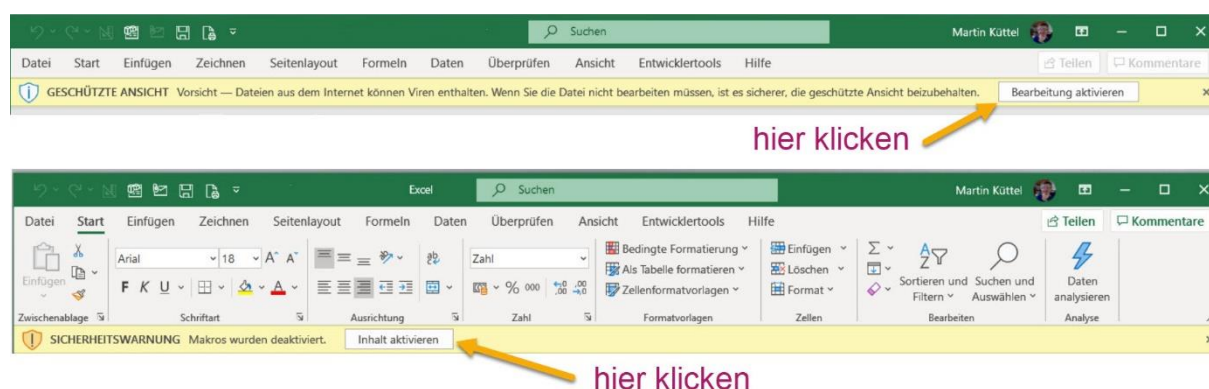 Suchen
Martin Küttel
Datei Start Einfügen Zeichnen Seitenlayout Formeln Daten Überprüfen Ansicht Entwicklertools Hilfe
Teilen Kommentare
GESCHÜTZTE ANSICHT Vorsicht — Dateien aus dem Internet können Viren enthalten. Wenn Sie die Datei nicht bearbeiten müssen, ist es sicherer, die geschützte Ansicht beizubehalten. Bearbeitung aktivieren
hier klicken
Excel Suchen Martin Küttel
Datei Start Einfügen Zeichnen Seitenlayout Formeln Daten Überprüfen Ansicht Entwicklertools Hilfe
Teilen Kommentare
Einfügen
Arial 18 A A
F K U A
ab
Zahl
% 000 ,00 ,00
Bedingte Formatierung
Als Tabelle formatieren
Zellenformatvorlagen
Einfügen
Löschen
Format
Sortieren und Filtern
Suchen und Auswählen
Daten analysieren
Zwischenablage Schriftart Ausrichtung Zahl Formatvorlagen Zellen Bearbeiten Analyse
SICHERHEITSWARNUNG Makros wurden deaktiviert. Inhalt aktivieren
hier klicken